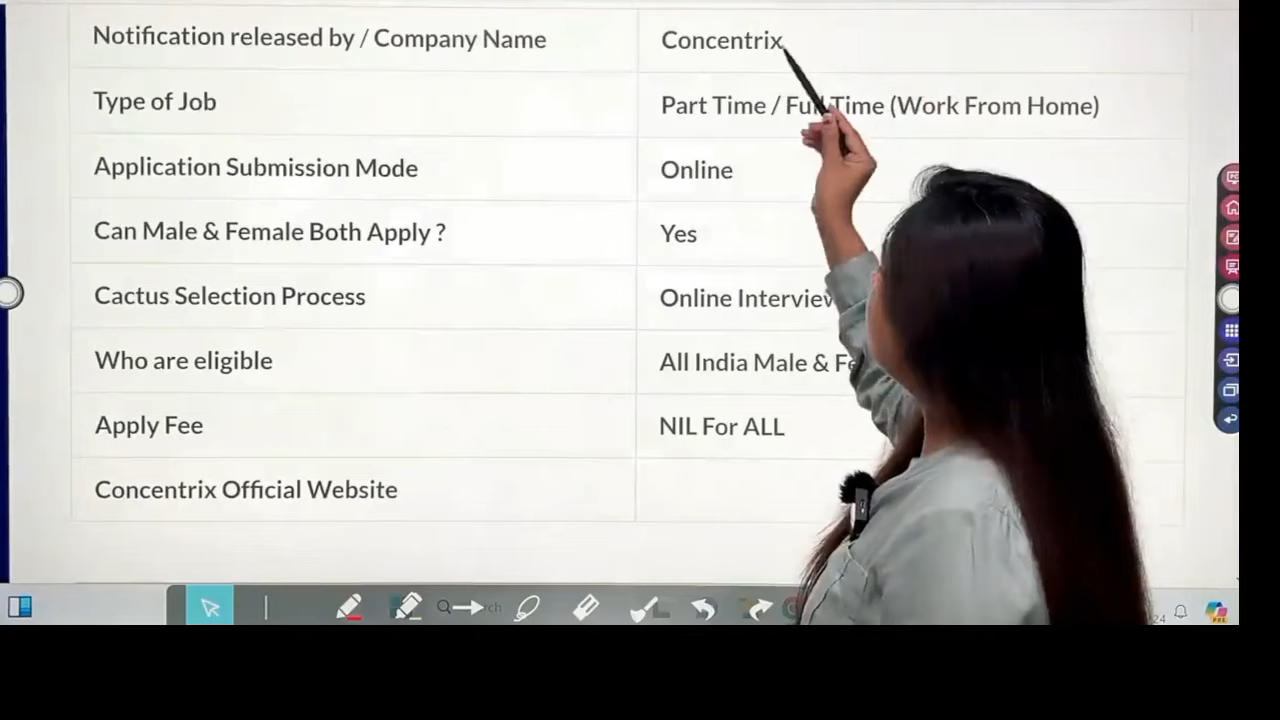 Notification released by / Company Name Concentrix
Type of Job Part Time / Full Time (Work From Home)
Application Submission Mode Online
Can Male & Female Both Apply ? Yes
Cactus Selection Process Online Interview
Who are eligible All India Male &
Apply Fee NIL For ALL
Concentrix Official Website